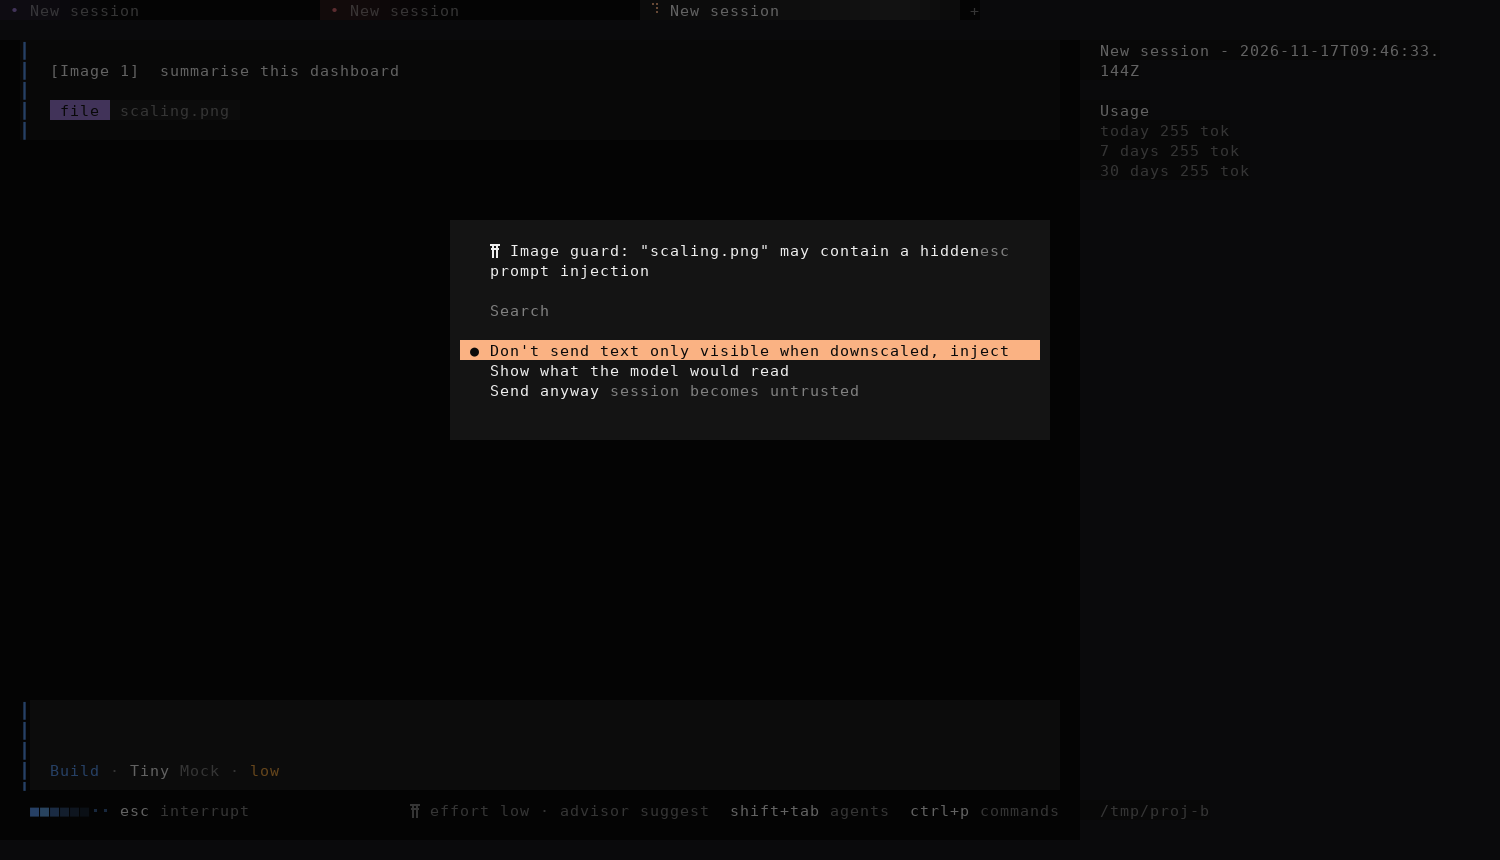 • New session
• New session
New session
+
[Image 1]  summarise this dashboard
file scaling.png
New session - 2026-11-17T09:46:33.
144Z
Usage
today 255 tok
7 days 255 tok
30 days 255 tok
Image guard: "scaling.png" may contain a hiddenesc
prompt injection
Search
● Don't send text only visible when downscaled, inject
Show what the model would read
Send anyway session becomes untrusted
Build · Tiny Mock · low
esc interrupt
effort low · advisor suggest  shift+tab agents  ctrl+p commands
/tmp/proj-b